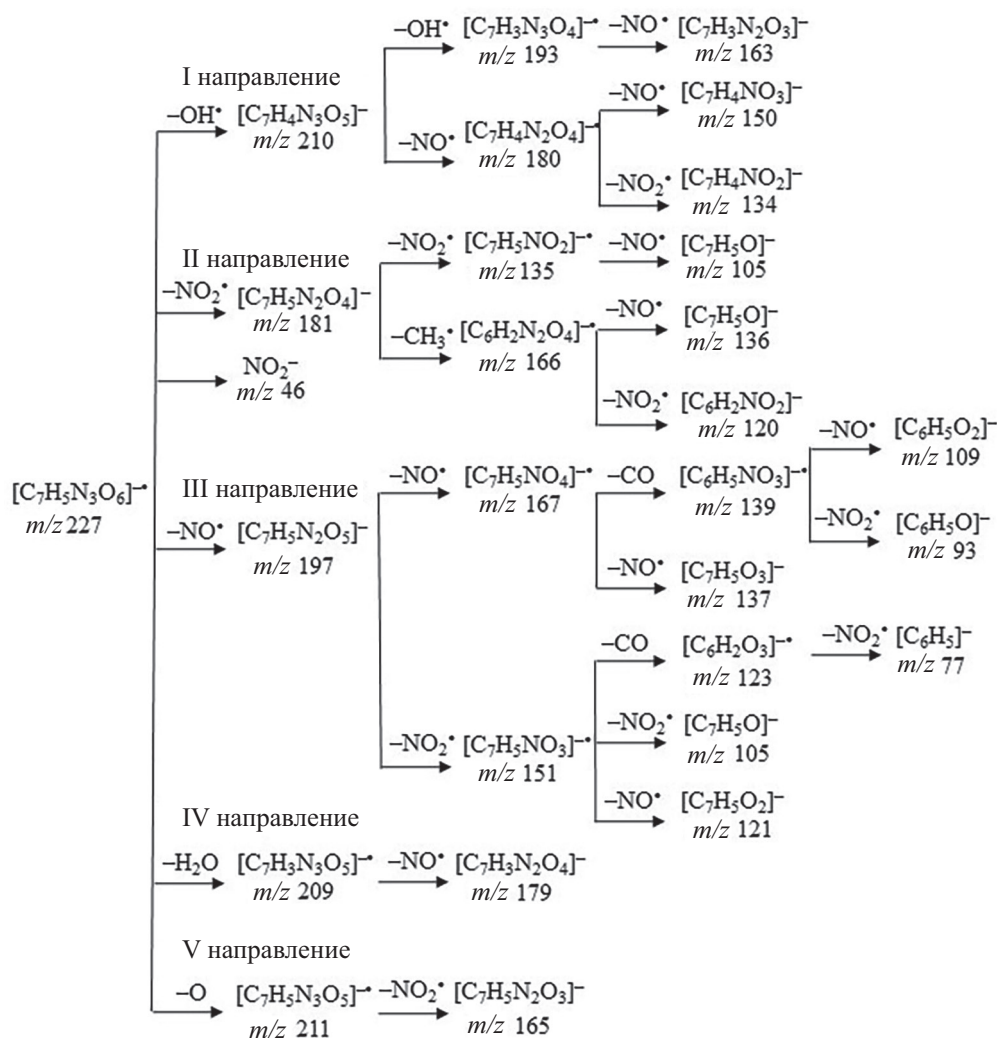 –OH• [C₇H₃N₃O₄]⁻• –NO• [C₇H₃N₂O₃]⁻
m/z 193 m/z 163
I направление
–OH• [C₇H₄N₃O₅]⁻
m/z 210
–NO• [C₇H₄N₂O₄]⁻•
m/z 180
–NO• [C₇H₄NO₃]⁻
m/z 150
–NO₂• [C₇H₄NO₂]⁻
m/z 134
II направление
–NO₂• [C₇H₅N₂O₄]⁻
m/z 181
–NO₂• [C₇H₅NO₂]⁻• –NO• [C₇H₅O]⁻
m/z 135 m/z 105
–CH₃• [C₆H₂N₂O₄]⁻•
m/z 166
–NO• [C₇H₅O]⁻
m/z 136
–NO₂• [C₆H₂NO₂]⁻
m/z 120
NO₂⁻
m/z 46
[C₇H₅N₃O₆]⁻•
m/z 227
III направление
–NO• [C₇H₅N₂O₅]⁻
m/z 197
–NO• [C₇H₅NO₄]⁻•
m/z 167
–CO [C₆H₅NO₃]⁻•
m/z 139
–NO• [C₆H₅O₂]⁻
m/z 109
–NO₂• [C₆H₅O]⁻
m/z 93
–NO• [C₇H₅O₃]⁻
m/z 137
–NO₂• [C₇H₅NO₃]⁻•
m/z 151
–CO [C₆H₂O₃]⁻• –NO₂• [C₆H₅]⁻
m/z 123 m/z 77
–NO₂• [C₇H₅O]⁻
m/z 105
–NO• [C₇H₅O₂]⁻
m/z 121
IV направление
–H₂O [C₇H₃N₃O₅]⁻• –NO• [C₇H₃N₂O₄]⁻
m/z 209 m/z 179
V направление
–O [C₇H₅N₃O₅]⁻• –NO₂• [C₇H₅N₂O₃]⁻
m/z 211 m/z 165